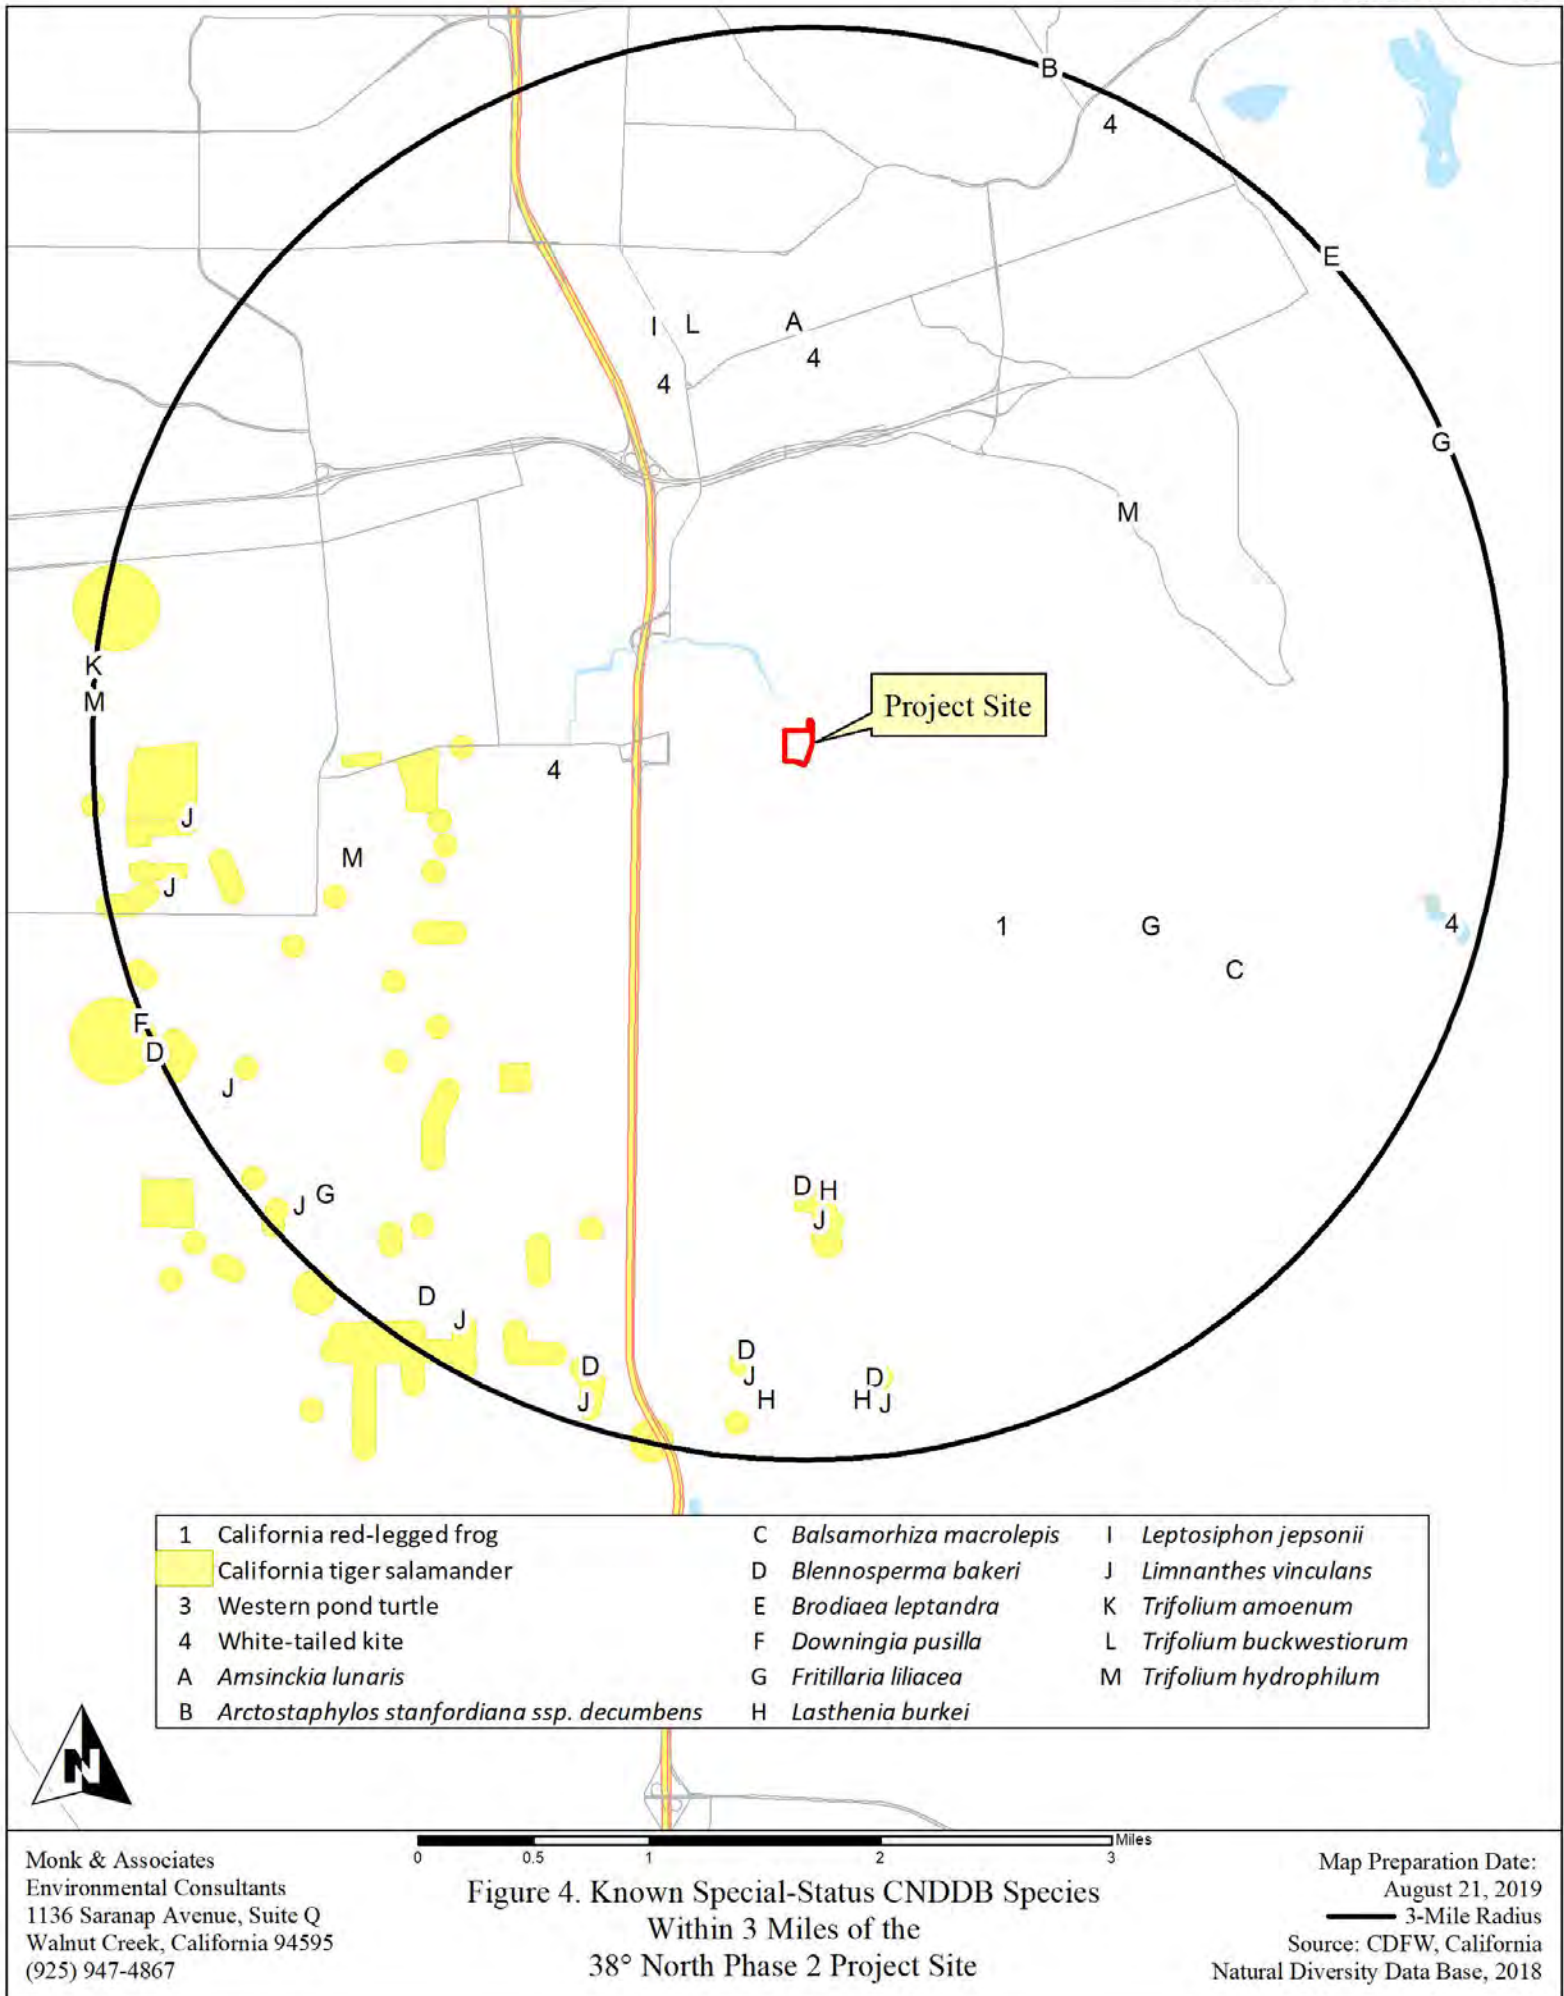 B
4
E
I L A
4
4
G
M
K
M
Project Site
4
J
M
J
1 G 4
C
F
D
J
D H
J G J
D
J
D D D
J J H H J
1 California red-legged frog
California tiger salamander
3 Western pond turtle
4 White-tailed kite
A Amsinckia lunaris
B Arctostaphylos stanfordiana ssp. decumbens
C Balsamorhiza macrolepis
D Blennosperma bakeri
E Brodiaea leptandra
F Downingia pusilla
G Fritillaria liliacea
H Lasthenia burkei
I Leptosiphon jepsonii
J Limnanthes vinculans
K Trifolium amoenum
L Trifolium buckwestiorum
M Trifolium hydrophilum
N
Monk & Associates
Environmental Consultants
1136 Saranap Avenue, Suite Q
Walnut Creek, California 94595
(925) 947-4867
Miles
0 0.5 1 2 3
Figure 4. Known Special-Status CNDDB Species
Within 3 Miles of the
38° North Phase 2 Project Site
Map Preparation Date:
August 21, 2019
3-Mile Radius
Source: CDFW, California
Natural Diversity Data Base, 2018